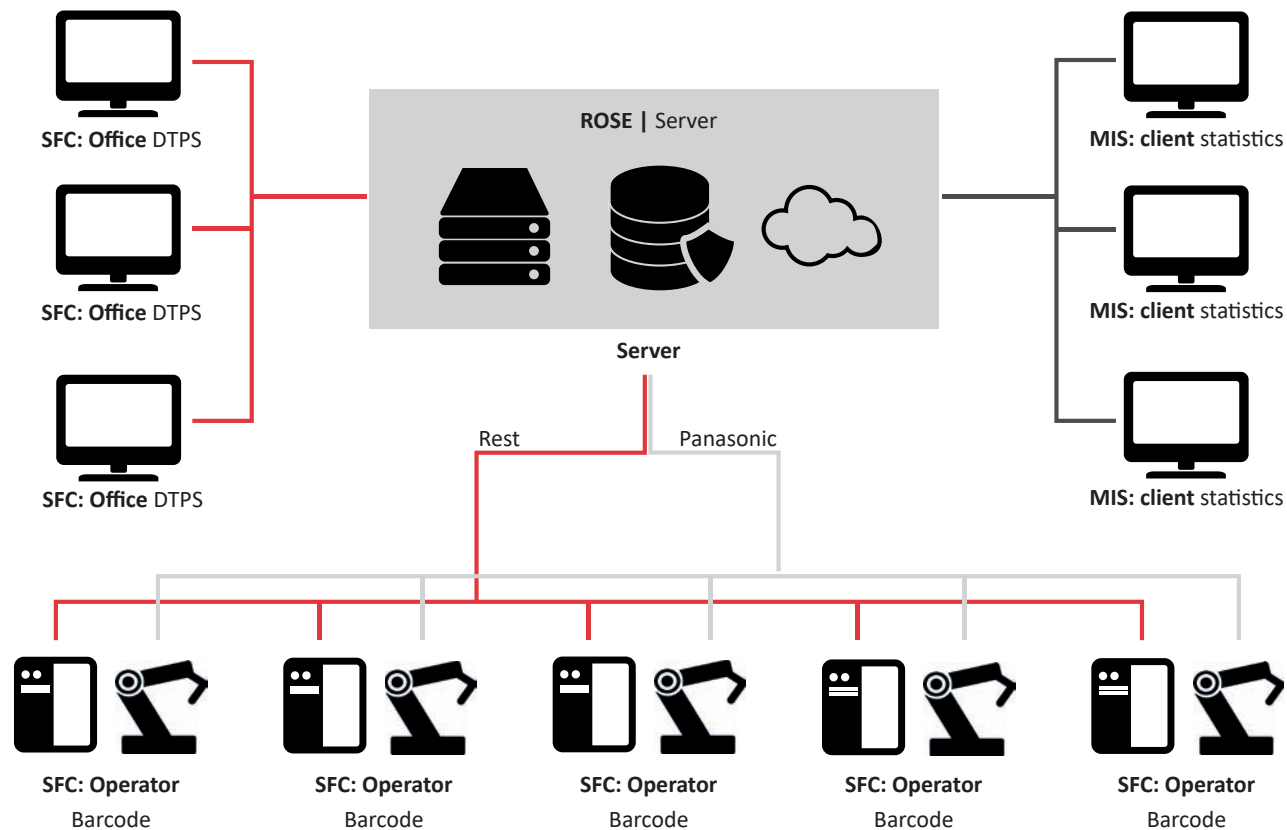 ROSE | Server
SFC: Office DTPS
MIS: client statistics
SFC: Office DTPS
MIS: client statistics
Server
Rest
Panasonic
SFC: Office DTPS
MIS: client statistics
SFC: Operator
Barcode
SFC: Operator
Barcode
SFC: Operator
Barcode
SFC: Operator
Barcode
SFC: Operator
Barcode